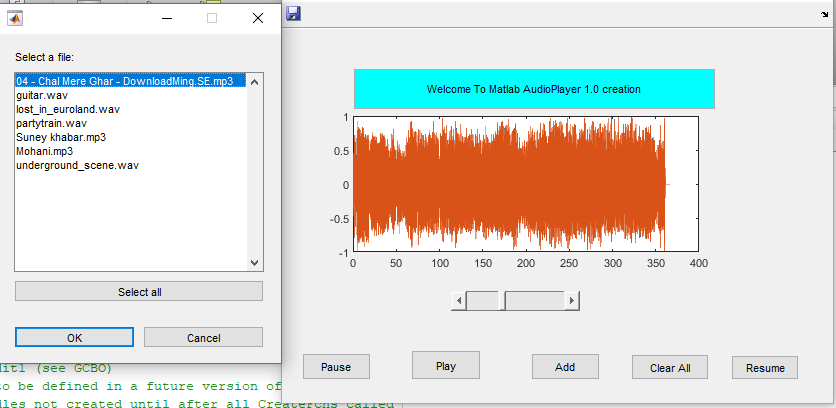 Select a file:
04 - Chal Mere Ghar - DownloadMing.SE.mp3
guitar.wav
lost_in_euroland.wav
partytrain.wav
Suney khabar.mp3
Mohani.mp3
underground_scene.wav
Select all
OK
Cancel
Welcome To Matlab AudioPlayer 1.0 creation
1
0.5
0
-0.5
-1
0
50
100
150
200
250
300
350
400
Pause
Play
Add
Clear All
Resume
(see GCBO)
to be defined in a future version of
not created until after all CreateFcns called